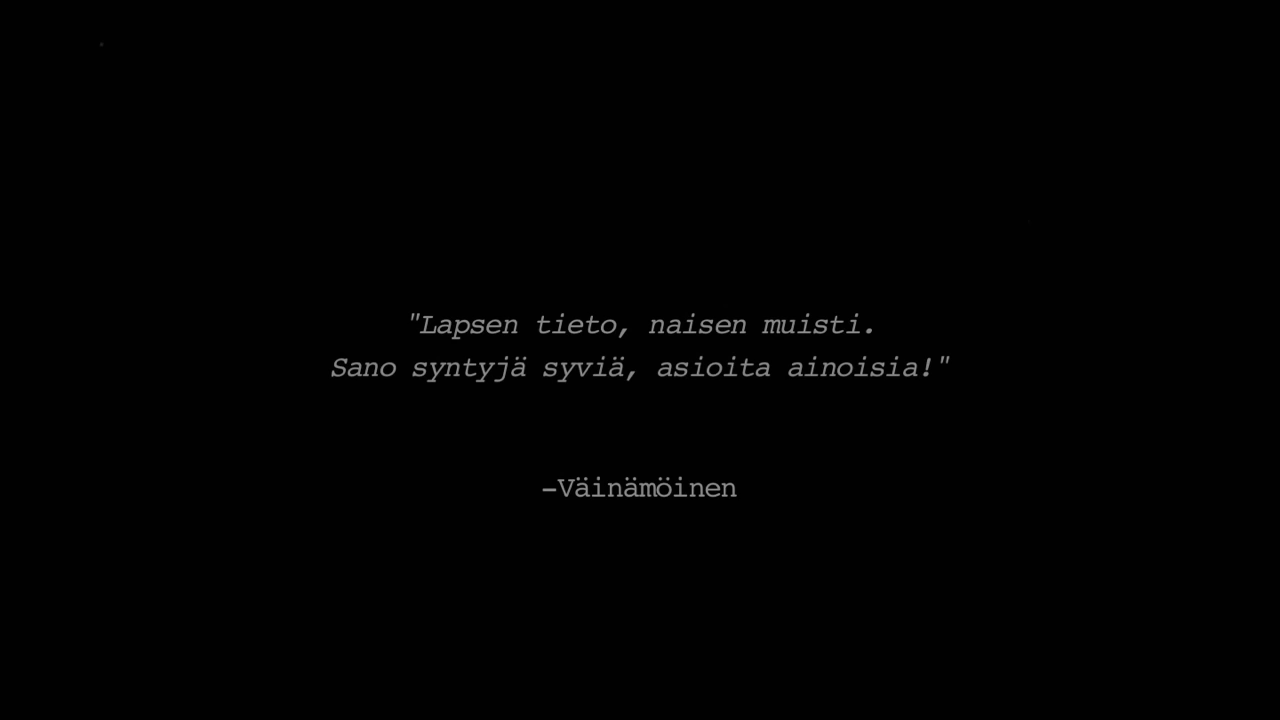 "Lapsen tieto, naisen muisti.
Sano syntyjä syviä, asioita ainoisia!"
–Väinämöinen